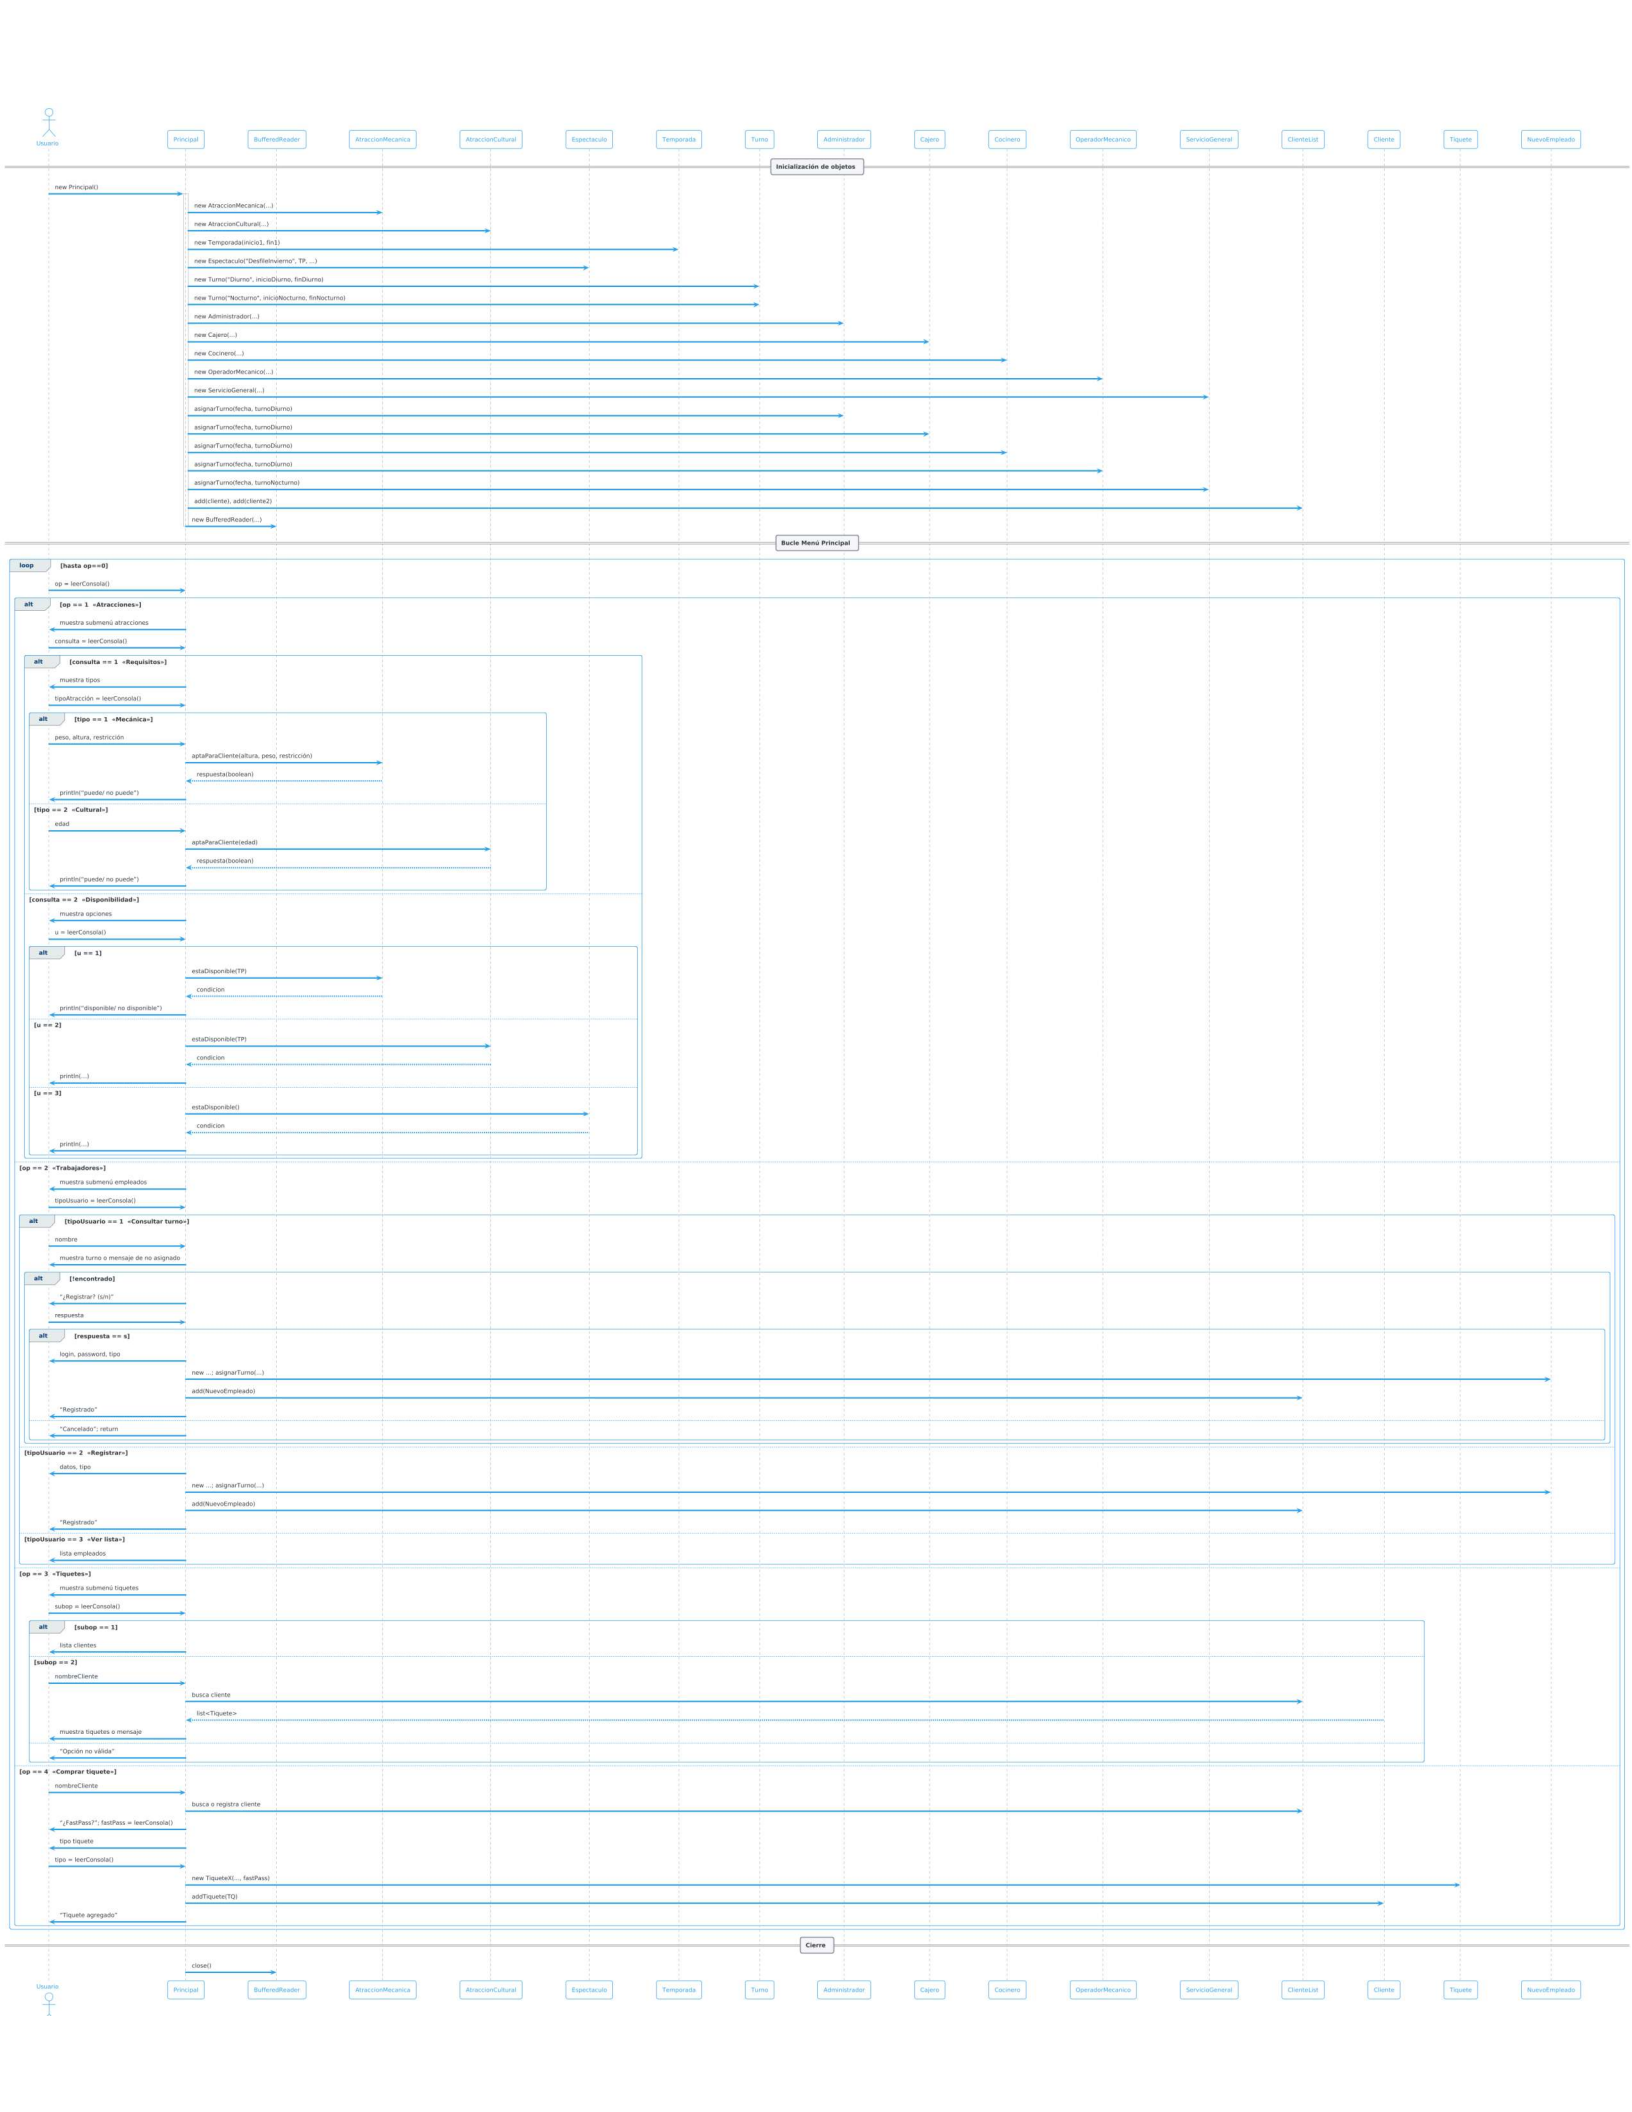 Usuario
Principal
BufferedReader
AtraccionMecanica
AtraccionCultural
Espectaculo
Temporada
Turno
Administrador
Cajero
Cocinero
OperadorMecanico
ServicioGeneral
ClienteList
Cliente
Tiquete
NuevoEmpleado
Inicialización de objetos
new Principal()
new AtraccionMecanica(...)
new AtraccionCultural(...)
new Temporada(inicio1, fin1)
new Espectaculo("DesfileInvierno", TP, ...)
new Turno("Diurno", inicioDiurno, finDiurno)
new Turno("Nocturno", inicioNocturno, finNocturno)
new Administrador(...)
new Cajero(...)
new Cocinero(...)
new OperadorMecanico(...)
new ServicioGeneral(...)
asignarTurno(fecha, turnoDiurno)
asignarTurno(fecha, turnoDiurno)
asignarTurno(fecha, turnoDiurno)
asignarTurno(fecha, turnoDiurno)
asignarTurno(fecha, turnoNocturno)
add(cliente), add(cliente2)
new BufferedReader(...)
Bucle Menú Principal
loop [hasta op==0]
op = leerConsola()
alt [op == 1 «Atracciones»]
muestra submenú atracciones
consulta = leerConsola()
alt [consulta == 1 «Requisitos»]
muestra tipos
tipoAtracción = leerConsola()
alt [tipo == 1 «Mecánica»]
peso, altura, restricción
aptaParaCliente(altura, peso, restricción)
respuesta(boolean)
println("puede/ no puede")
[tipo == 2 «Cultural»]
edad
aptaParaCliente(edad)
respuesta(boolean)
println("puede/ no puede")
[consulta == 2 «Disponibilidad»]
muestra opciones
u = leerConsola()
alt [u == 1]
estaDisponible(TP)
condicion
println("disponible/ no disponible")
[u == 2]
estaDisponible(TP)
condicion
println(...)
[u == 3]
estaDisponible()
condicion
println(...)
[op == 2 «Trabajadores»]
muestra submenú empleados
tipoUsuario = leerConsola()
alt [tipoUsuario == 1 «Consultar turno»]
nombre
muestra turno o mensaje de no asignado
alt [!encontrado]
"¿Registrar? (s/n)"
respuesta
alt [respuesta == s]
login, password, tipo
new ...; asignarTurno(...)
add(NuevoEmpleado)
"Registrado"
"Cancelado"; return
[tipoUsuario == 2 «Registrar»]
datos, tipo
new ...; asignarTurno(...)
add(NuevoEmpleado)
"Registrado"
[tipoUsuario == 3 «Ver lista»]
lista empleados
[op == 3 «Tiquetes»]
muestra submenú tiquetes
subop = leerConsola()
alt [subop == 1]
lista clientes
[subop == 2]
nombreCliente
busca cliente
list<Tiquete>
muestra tiquetes o mensaje
"Opción no válida"
[op == 4 «Comprar tiquete»]
nombreCliente
busca o registra cliente
"¿FastPass?"; fastPass = leerConsola()
tipo tiquete
tipo = leerConsola()
new TiqueteX(..., fastPass)
addTiquete(TQ)
"Tiquete agregado"
Cierre
close()
Usuario
Principal
BufferedReader
AtraccionMecanica
AtraccionCultural
Espectaculo
Temporada
Turno
Administrador
Cajero
Cocinero
OperadorMecanico
ServicioGeneral
ClienteList
Cliente
Tiquete
NuevoEmpleado